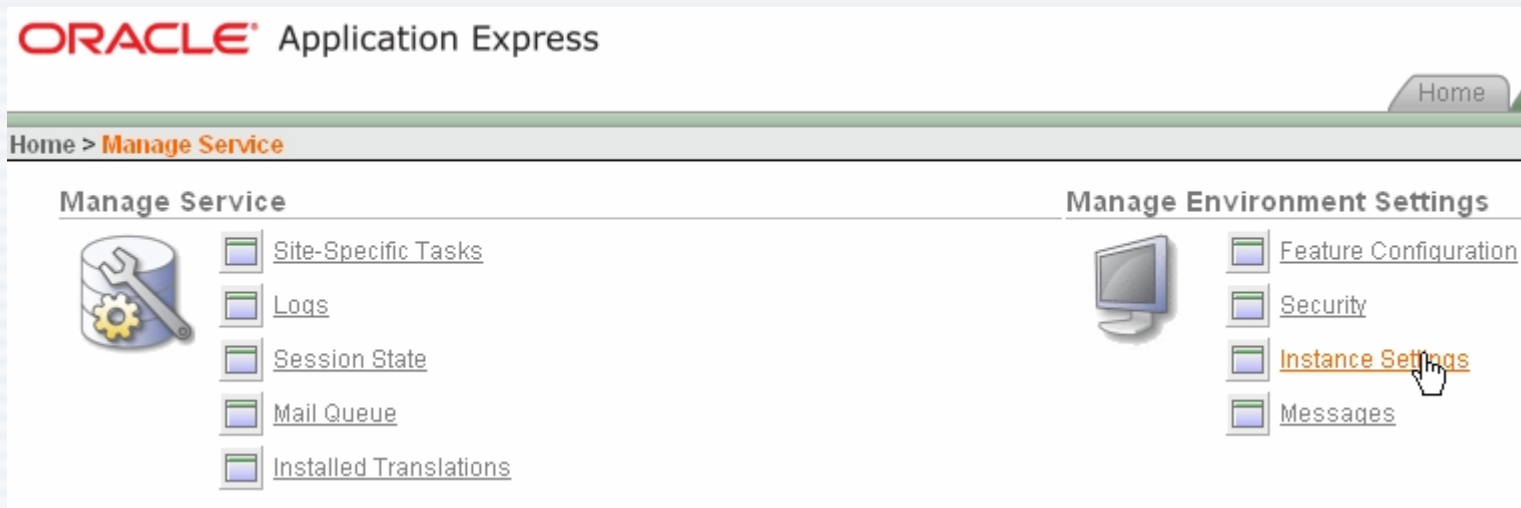 ORACLE Application Express
Home
Home > Manage Service
Manage Service
Site-Specific Tasks
Logs
Session State
Mail Queue
Installed Translations
Manage Environment Settings
Feature Configuration
Security
Instance Settings
Messages